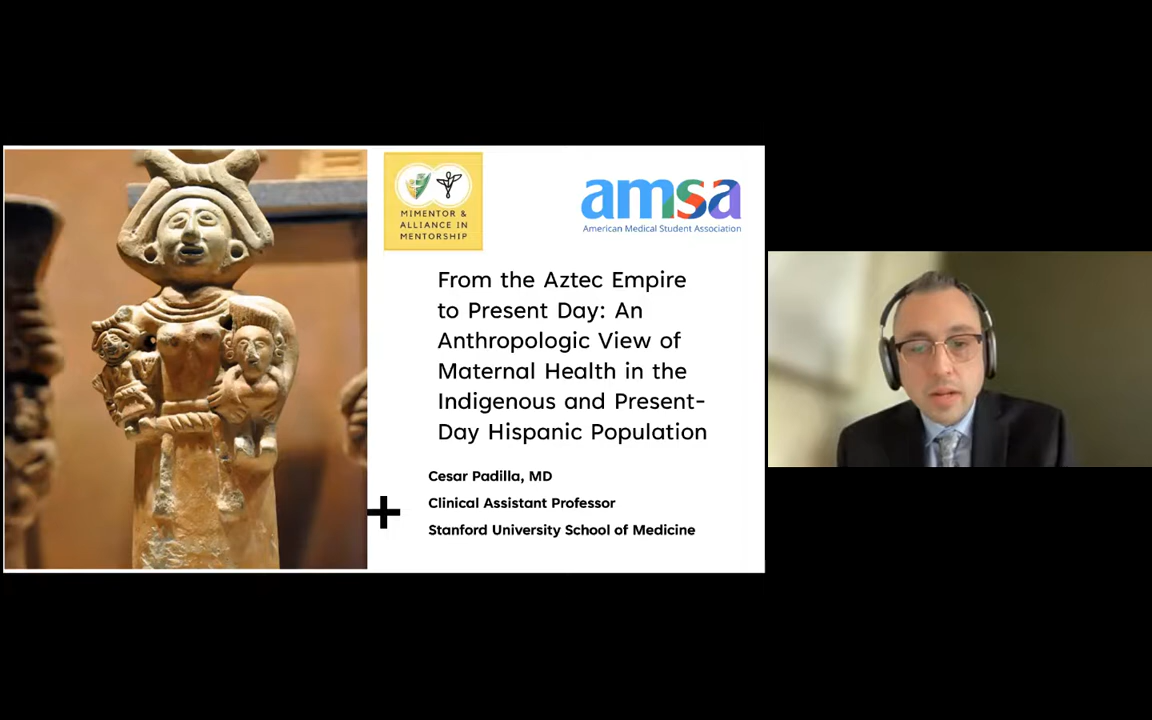 MIMENTOR &
ALLIANCE IN
MENTORSHIP
amsa
American Medical Student Association
From the Aztec Empire
to Present Day: An
Anthropologic View of
Maternal Health in the
Indigenous and Present-
Day Hispanic Population
Cesar Padilla, MD
Clinical Assistant Professor
Stanford University School of Medicine